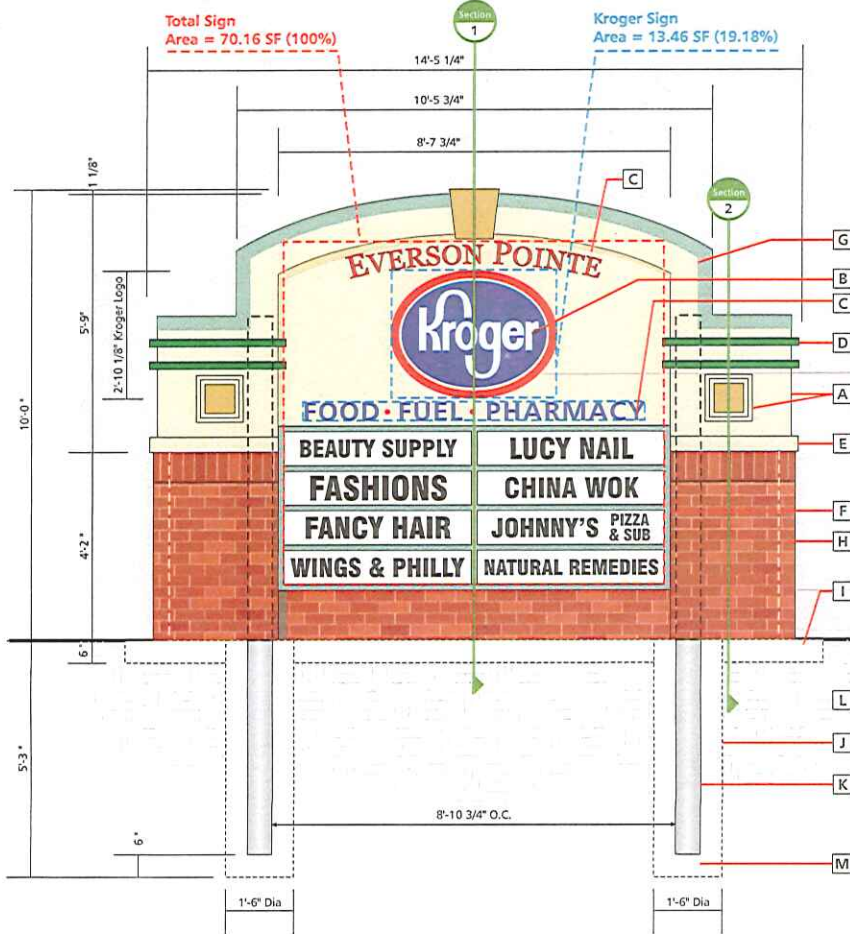 Total Sign
Area = 70.16 SF (100%)
Section
1
Kroger Sign
Area = 13.46 SF (19.18%)
14'-5 1/4"
10'-5 3/4"
8'-7 3/4"
1 1/8"
C
Section
2
G
EVERSON POINTE
B
C
5'-9"
2'-10 1/8" Kroger Logo
Kroger
D
A
10'-0"
FOOD • FUEL • PHARMACY
E
BEAUTY SUPPLY
LUCY NAIL
FASHIONS
CHINA WOK
F
FANCY HAIR
JOHNNY'S PIZZA & SUB
H
4'-2"
WINGS & PHILLY
NATURAL REMEDIES
I
6"
L
J
5'-3"
K
8'-10 3/4" O.C.
6"
M
1'-6" Dia
1'-6" Dia